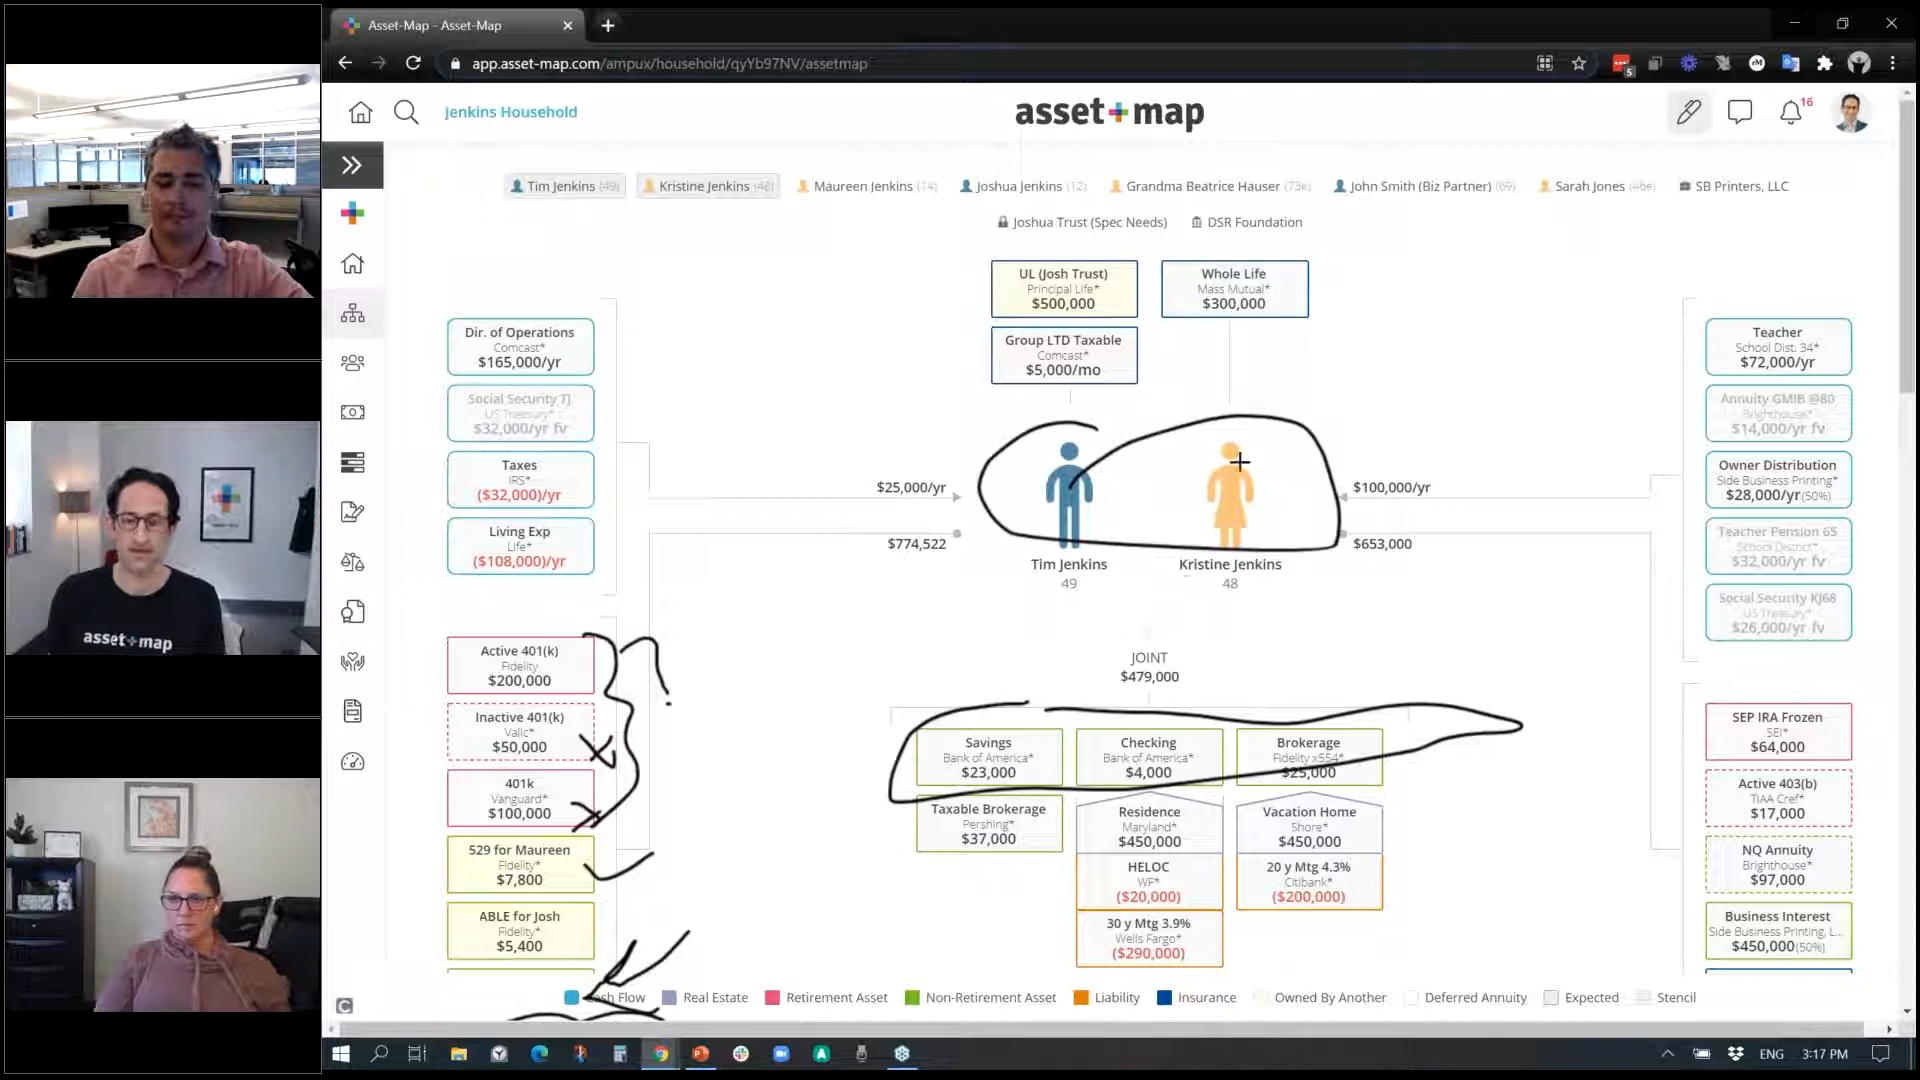 Asset-Map - Asset-Map
app.asset-map.com/ampux/household/qyYb97NV/assetmap
5
Jenkins Household
asset+map
16
Tim Jenkins (49)
Kristine Jenkins (48)
Maureen Jenkins (14)
Joshua Jenkins (12)
Grandma Beatrice Hauser (73e)
John Smith (Biz Partner) (69)
Sarah Jones (46e)
SB Printers, LLC
Joshua Trust (Spec Needs)
DSR Foundation
UL (Josh Trust)
Principal Life*
$500,000
Whole Life
Mass Mutual*
$300,000
Group LTD Taxable
Comcast*
$5,000/mo
Dir. of Operations
Comcast*
$165,000/yr
Social Security TJ
US Treasury*
$32,000/yr fv
Taxes
IRS*
($32,000)/yr
Living Exp
Life*
($108,000)/yr
Teacher
School Dist. 34*
$72,000/yr
Annuity GMIB @80
Brighthouse*
$14,000/yr fv
Owner Distribution
Side Business Printing*
$28,000/yr(50%)
Teacher Pension 65
School District*
$32,000/yr fv
Social Security KJ68
US Treasury*
$26,000/yr fv
$25,000/yr
$774,522
$100,000/yr
$653,000
Tim Jenkins
49
Kristine Jenkins
48
JOINT
$479,000
Active 401(k)
Fidelity
$200,000
Inactive 401(k)
Valic*
$50,000
401k
Vanguard*
$100,000
529 for Maureen
Fidelity*
$7,800
ABLE for Josh
Fidelity*
$5,400
?
Savings
Bank of America*
$23,000
Checking
Bank of America*
$4,000
Brokerage
Fidelity x554*
$25,000
Taxable Brokerage
Pershing*
$37,000
Residence
Maryland*
$450,000
HELOC
WF*
($20,000)
30 y Mtg 3.9%
Wells Fargo*
($290,000)
Vacation Home
Shore*
$450,000
20 y Mtg 4.3%
Citibank*
($200,000)
SEP IRA Frozen
SEI*
$64,000
Active 403(b)
TIAA Cref*
$17,000
NQ Annuity
Brighthouse*
$97,000
Business Interest
Side Business Printing, L...
$450,000(50%)
Cash Flow
Real Estate
Retirement Asset
Non-Retirement Asset
Liability
Insurance
Owned By Another
Deferred Annuity
Expected
Stencil
ENG
3:17 PM
asset+map